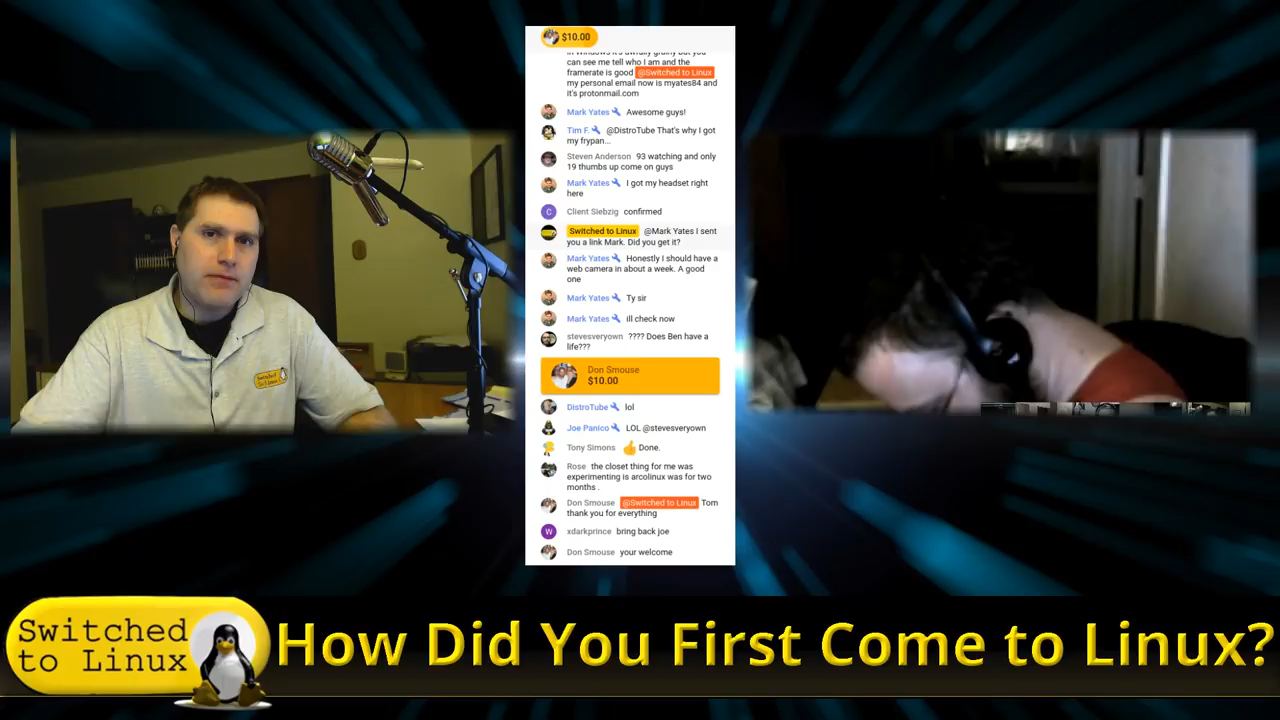 $10.00
in Windows it's awfully grainy but you
can see me tell who I am and the
framerate is good @Switched to Linux
my personal email now is myates84 and
it's protonmail.com
Mark Yates Awesome guys!
Tim F. @DistroTube That's why I got
my frypan...
Steven Anderson 93 watching and only
19 thumbs up come on guys
Mark Yates I got my headset right
here
C Client Siebzig confirmed
Switched to Linux @Mark Yates I sent
you a link Mark. Did you get it?
Mark Yates Honestly I should have a
web camera in about a week. A good
one
Mark Yates Ty sir
Mark Yates ill check now
stevesveryown ???? Does Ben have a
life???
Don Smouse
$10.00
DistroTube lol
Joe Panico LOL @stevesveryown
Tony Simons 👍 Done.
Rose the closet thing for me was
experimenting is arcolinux was for two
months .
Don Smouse @Switched to Linux Tom
thank you for everything
W xdarkprince bring back joe
Don Smouse your welcome
Switched
to Linux
How Did You First Come to Linux?